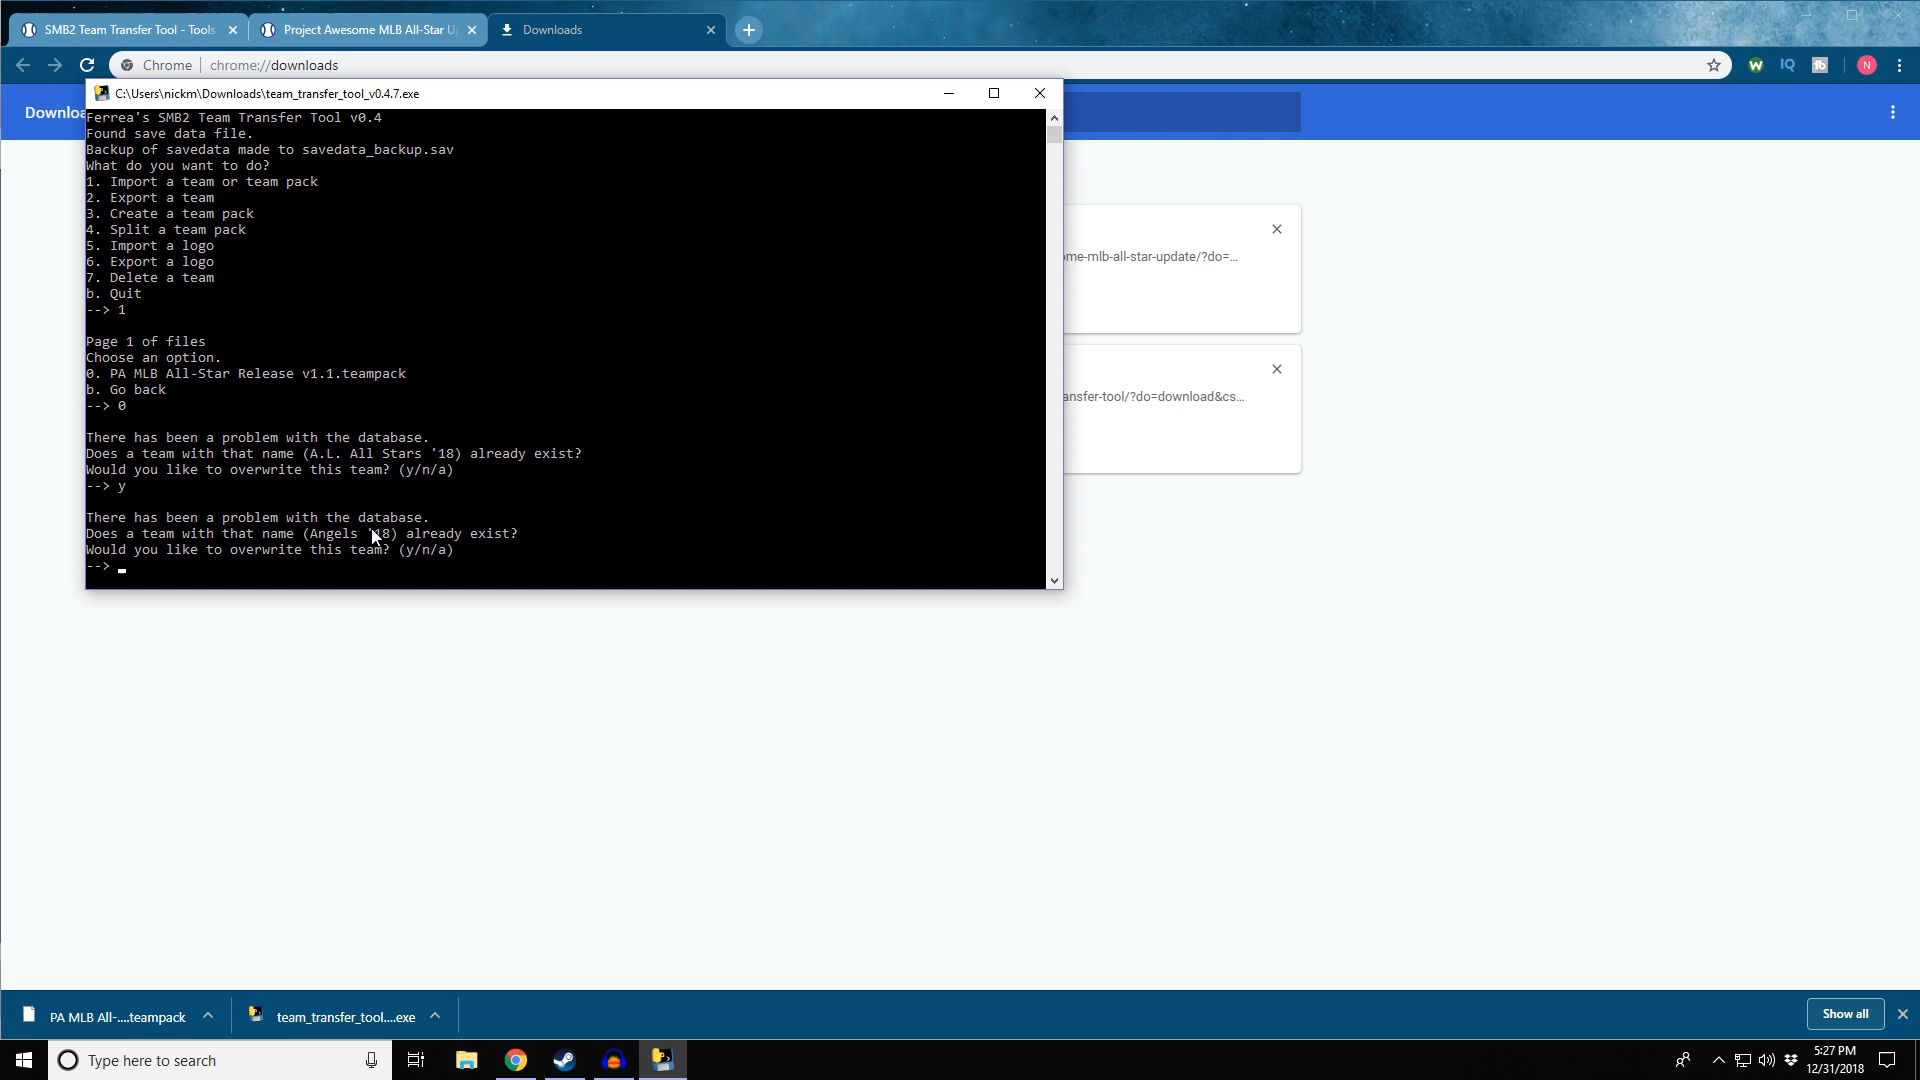 SMB2 Team Transfer Tool - Tools
Project Awesome MLB All-Star U
Downloads
Chrome
chrome://downloads
W
IQ
tb
N
C:\Users\nickm\Downloads\team_transfer_tool_v0.4.7.exe
Ferrea's SMB2 Team Transfer Tool v0.4
Found save data file.
Backup of savedata made to savedata_backup.sav
What do you want to do?
1. Import a team or team pack
2. Export a team
3. Create a team pack
4. Split a team pack
5. Import a logo
6. Export a logo
7. Delete a team
b. Quit
--> 1
Page 1 of files
Choose an option.
0. PA MLB All-Star Release v1.1.teampack
b. Go back
--> 0
There has been a problem with the database.
Does a team with that name (A.L. All Stars '18) already exist?
Would you like to overwrite this team? (y/n/a)
--> y
There has been a problem with the database.
Does a team with that name (Angels '18) already exist?
Would you like to overwrite this team? (y/n/a)
-->
Downloa
ome-mlb-all-star-update/?do=...
ansfer-tool/?do=download&cs...
PA MLB All-....teampack
team_transfer_tool....exe
Show all
Type here to search
5:27 PM
12/31/2018